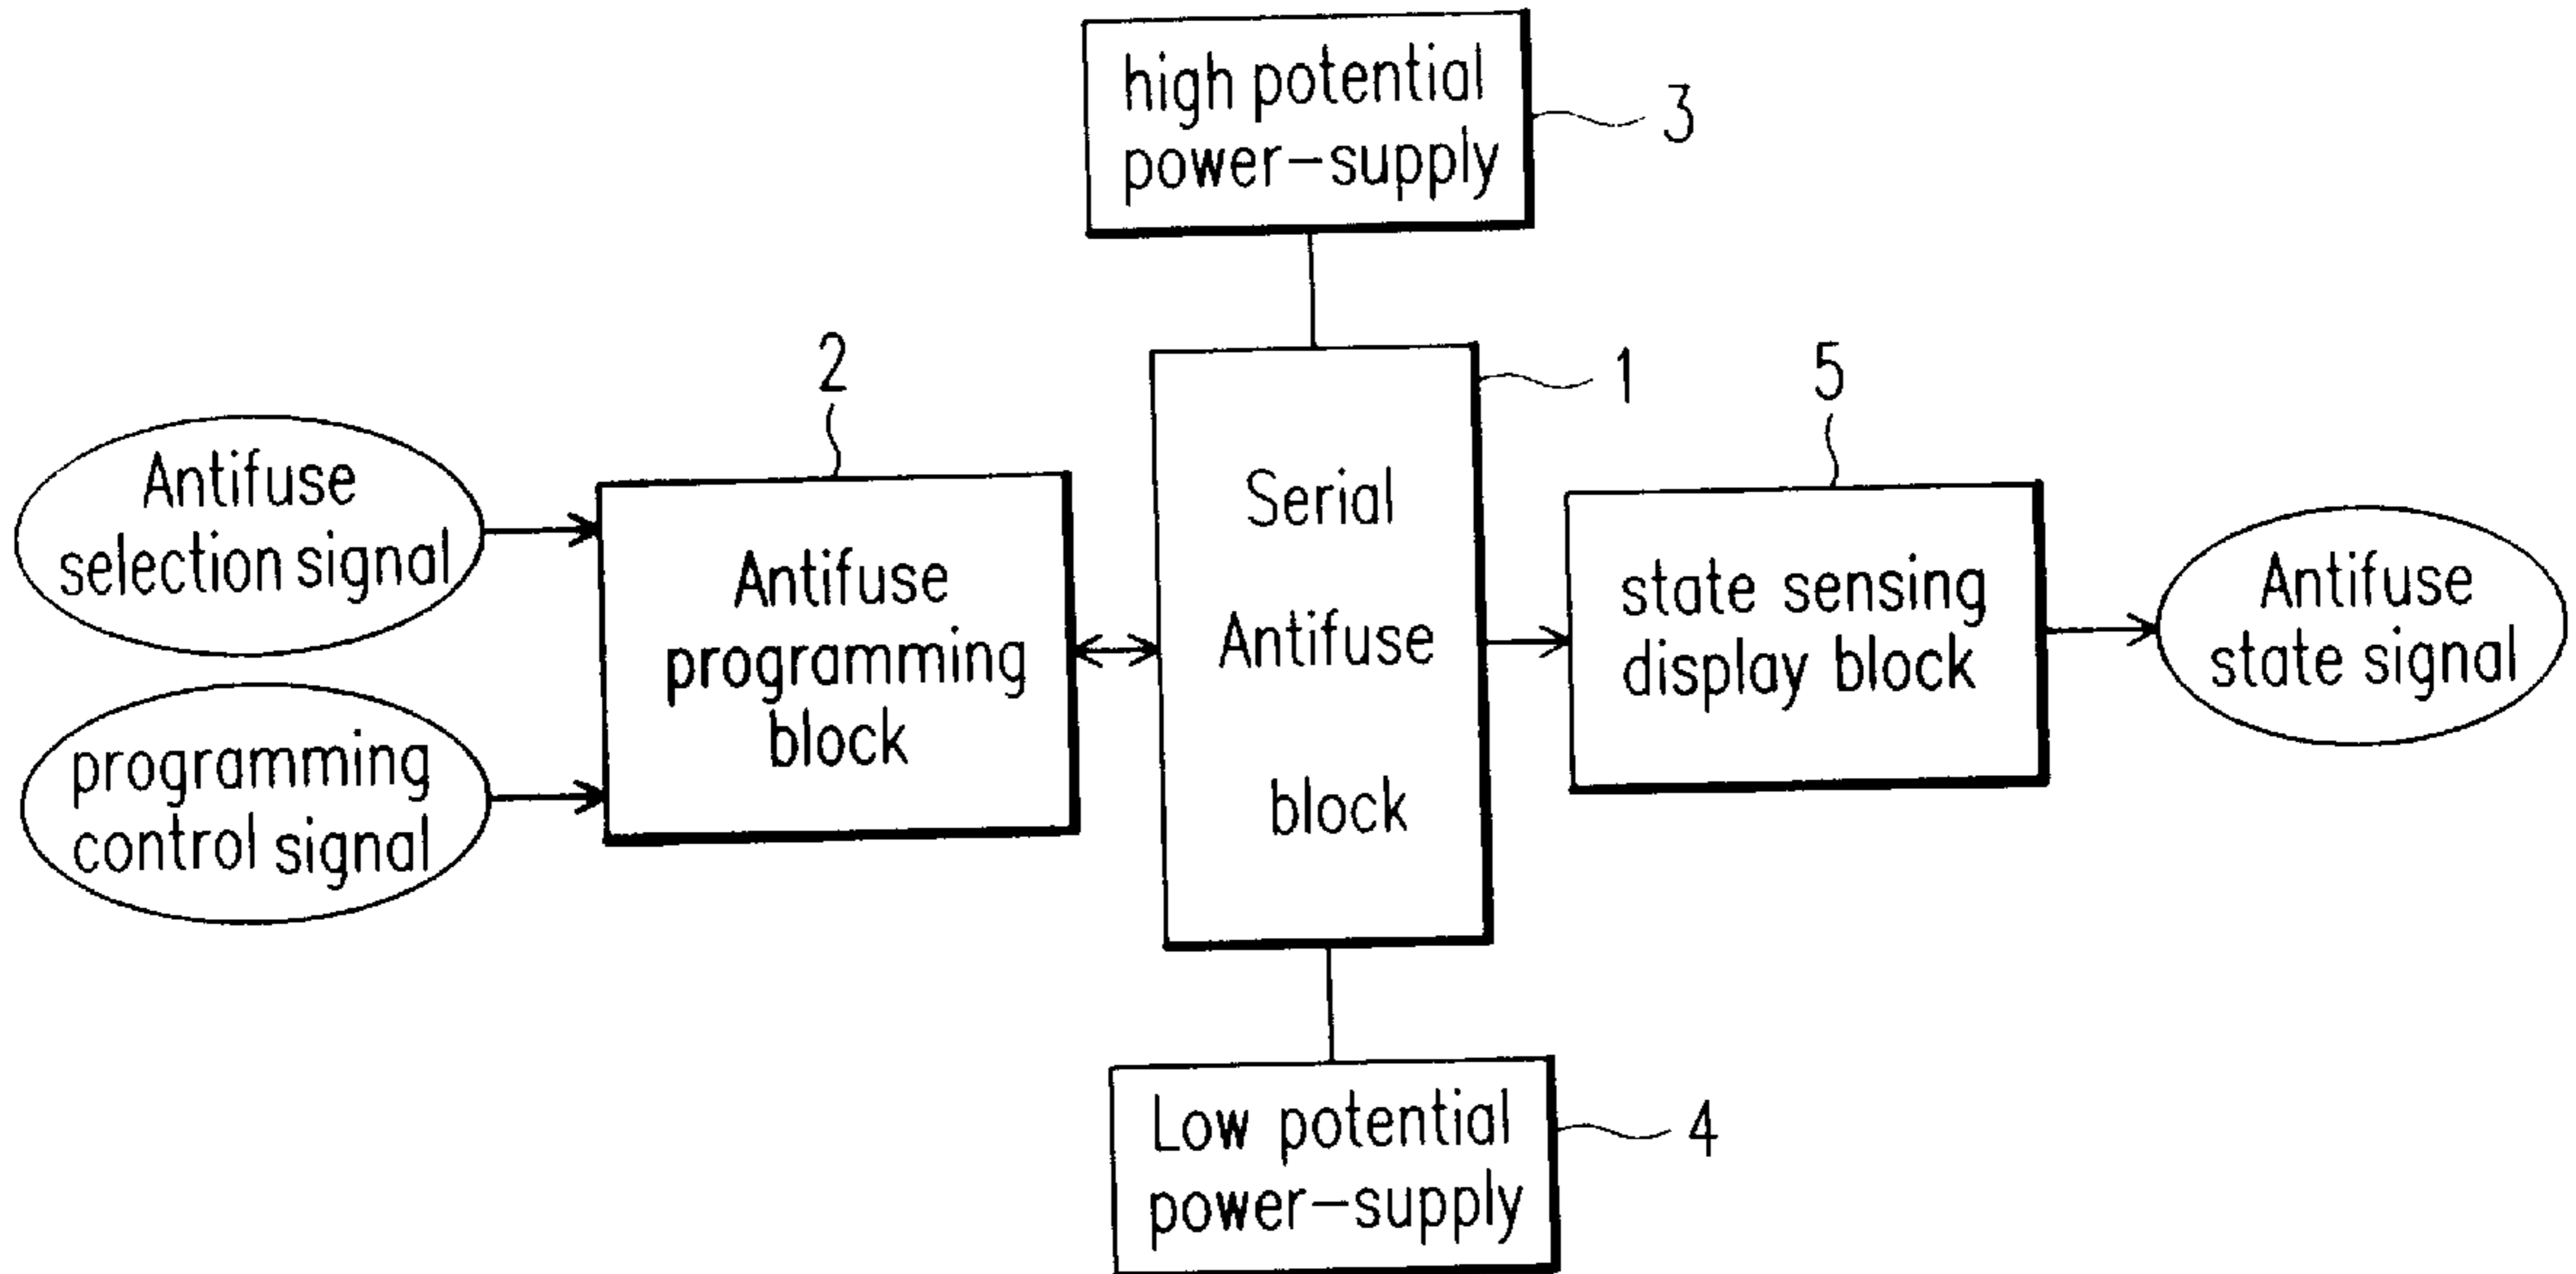 high potential
power-supply
3
2
1
5
Antifuse
selection signal
Antifuse
programming
block
Serial
Antifuse
block
state sensing
display block
Antifuse
state signal
programming
control signal
Low potential
power-supply
4